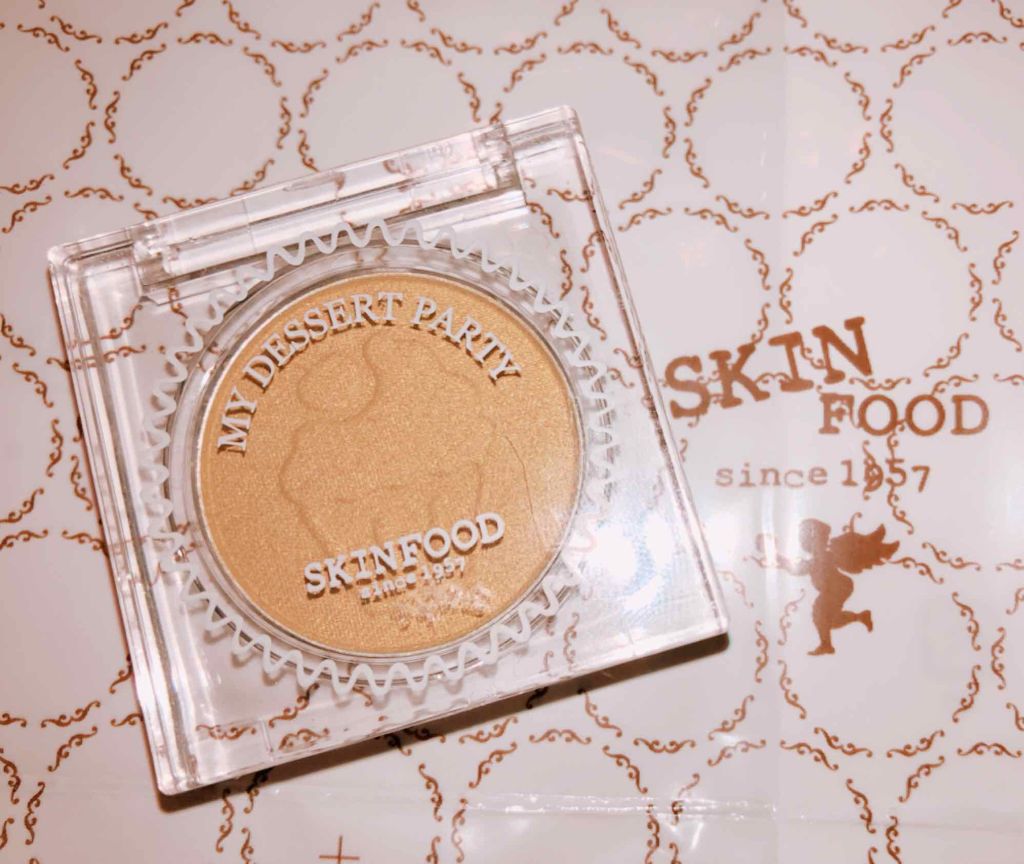 MY DESSERT PARTY
SKINFOOD
since 1957
SKIN
FOOD
since 1957